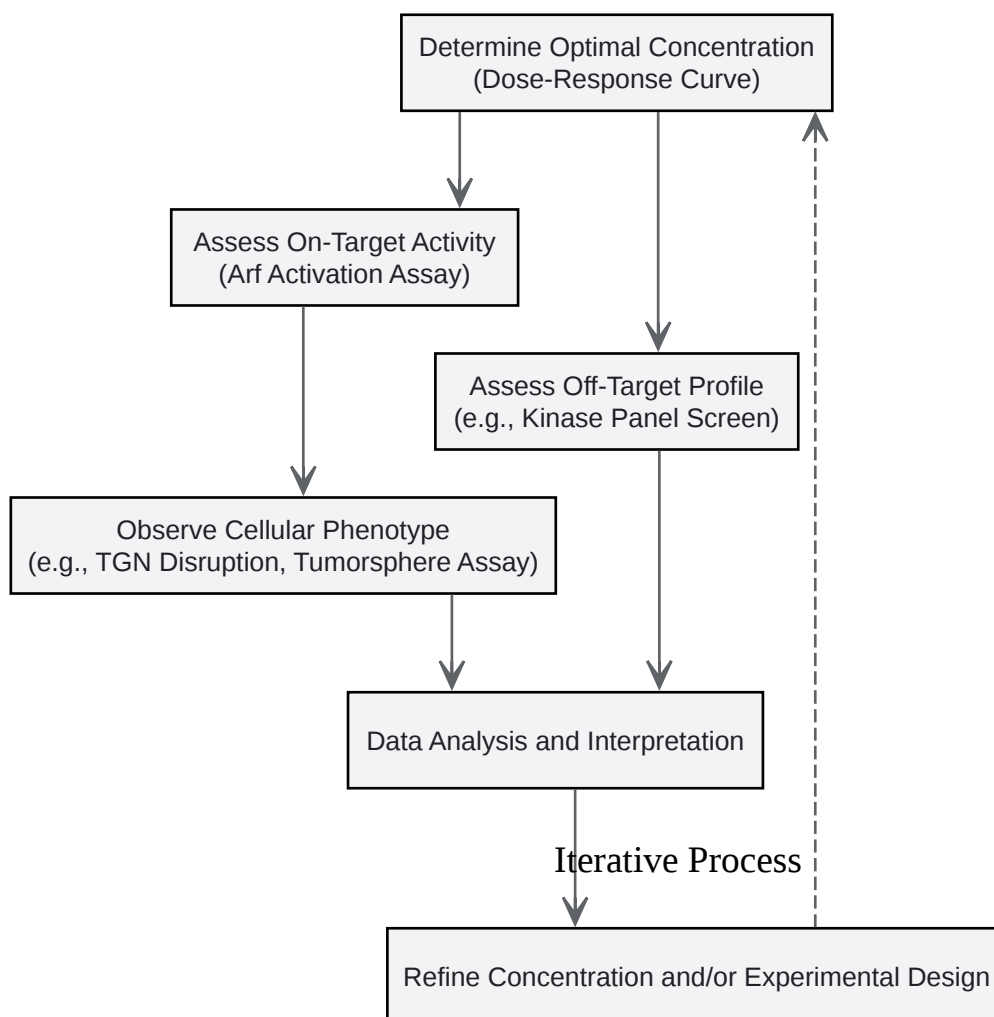 Determine Optimal Concentration
(Dose-Response Curve)
Assess On-Target Activity
(Arf Activation Assay)
Assess Off-Target Profile
(e.g., Kinase Panel Screen)
Observe Cellular Phenotype
(e.g., TGN Disruption, Tumorsphere Assay)
Data Analysis and Interpretation
Iterative Process
Refine Concentration and/or Experimental Design